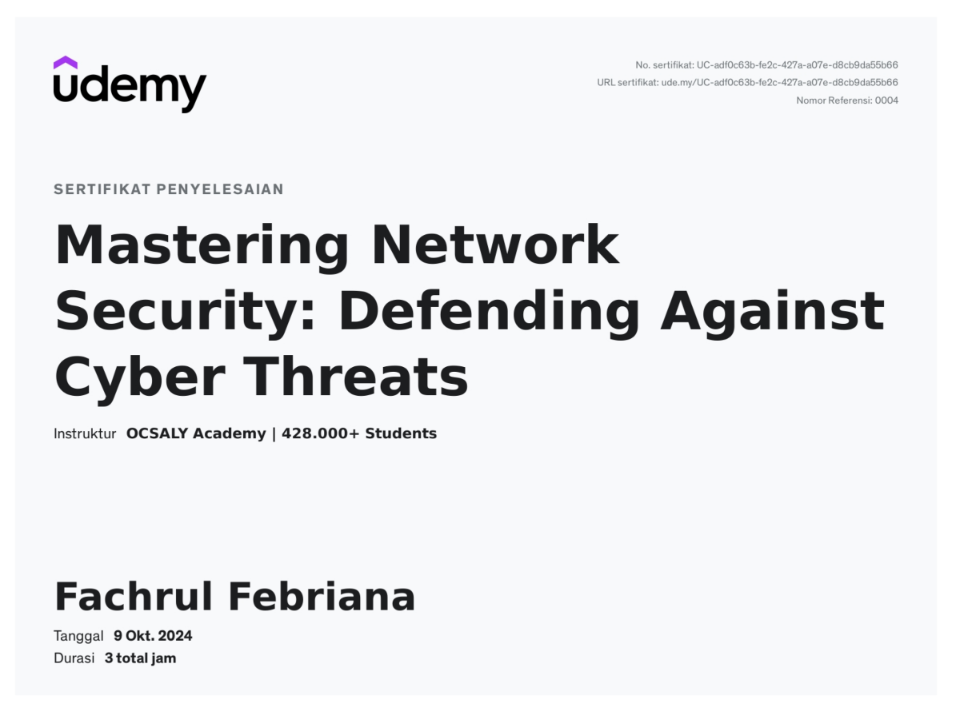 udemy
No. sertifikat: UC-adf0c63b-fe2c-427a-a07e-d8cb9da55b66
URL sertifikat: ude.my/UC-adf0c63b-fe2c-427a-a07e-d8cb9da55b66
Nomor Referensi: 0004
SERTIFIKAT PENYELESAIAN
Mastering Network
Security: Defending Against
Cyber Threats
Instruktur OCSALY Academy | 428.000+ Students
Fachrul Febriana
Tanggal 9 Okt. 2024
Durasi 3 total jam